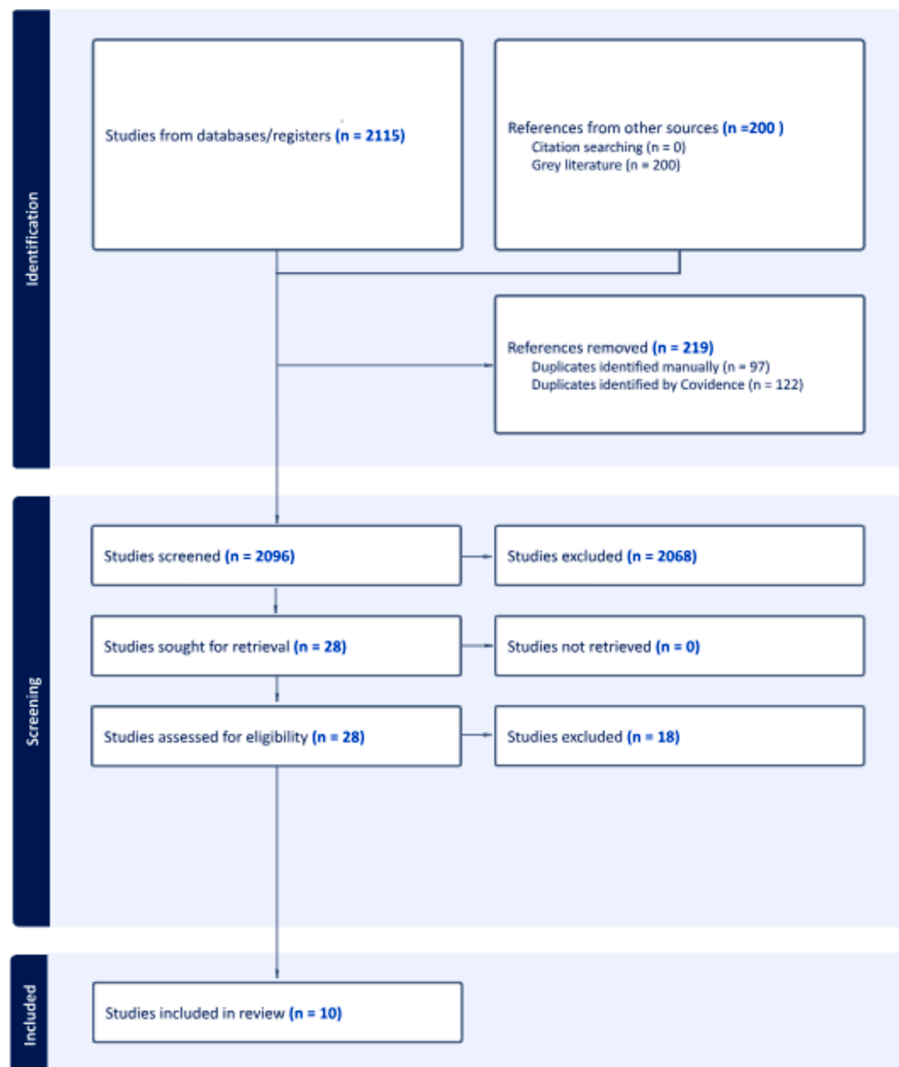 Identification
Studies from databases/registers (n = 2115)
References from other sources (n =200 )
Citation searching (n = 0)
Grey literature (n = 200)
References removed (n = 219)
Duplicates identified manually (n = 97)
Duplicates identified by Covidence (n = 122)
Screening
Studies screened (n = 2096)
Studies excluded (n = 2068)
Studies sought for retrieval (n = 28)
Studies not retrieved (n = 0)
Studies assessed for eligibility (n = 28)
Studies excluded (n = 18)
Included
Studies included in review (n = 10)